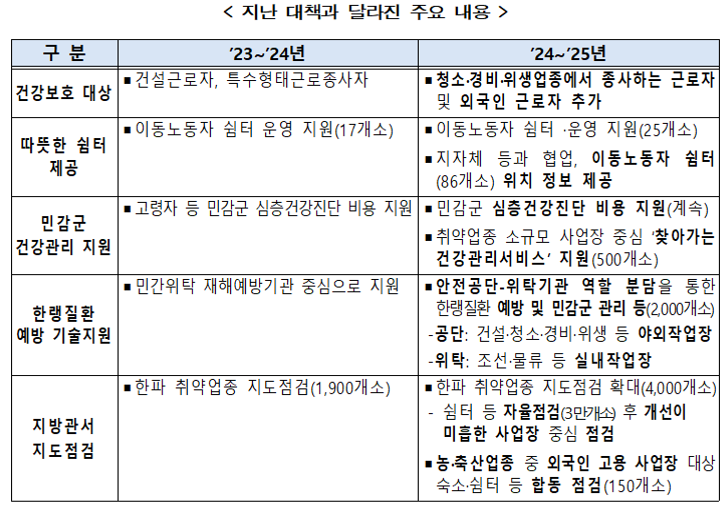 < 지난 대책과 달라진 주요 내용 >
구 분
’23~’24년
’24~’25년
건강보호 대상
▪건설근로자, 특수형태근로종사자
▪청소·경비·위생업종에서 종사하는 근로자
및 외국인 근로자 추가
따뜻한 쉼터
제공
▪이동노동자 쉼터 운영 지원(17개소)
▪이동노동자 쉼터 ·운영 지원(25개소)
▪지자체 등과 협업, 이동노동자 쉼터
(86개소) 위치 정보 제공
민감군
건강관리 지원
▪고령자 등 민감군 심층건강진단 비용 지원
▪민감군 심층건강진단 비용 지원(계속)
▪취약업종 소규모 사업장 중심 ‘찾아가는
건강관리서비스’ 지원(500개소)
한랭질환
예방 기술지원
▪민간위탁 재해예방기관 중심으로 지원
▪안전공단-위탁기관 역할 분담을 통한
한랭질환 예방 및 민감군 관리 등(2,000개소)
-공단: 건설·청소·경비·위생 등 야외작업장
-위탁: 조선·물류 등 실내작업장
지방관서
지도점검
▪한파 취약업종 지도점검(1,900개소)
▪한파 취약업종 지도점검 확대(4,000개소)
- 쉼터 등 자율점검(3만개소) 후 개선이
미흡한 사업장 중심 점검
▪농·축산업종 중 외국인 고용 사업장 대상
숙소·쉼터 등 합동 점검(150개소)